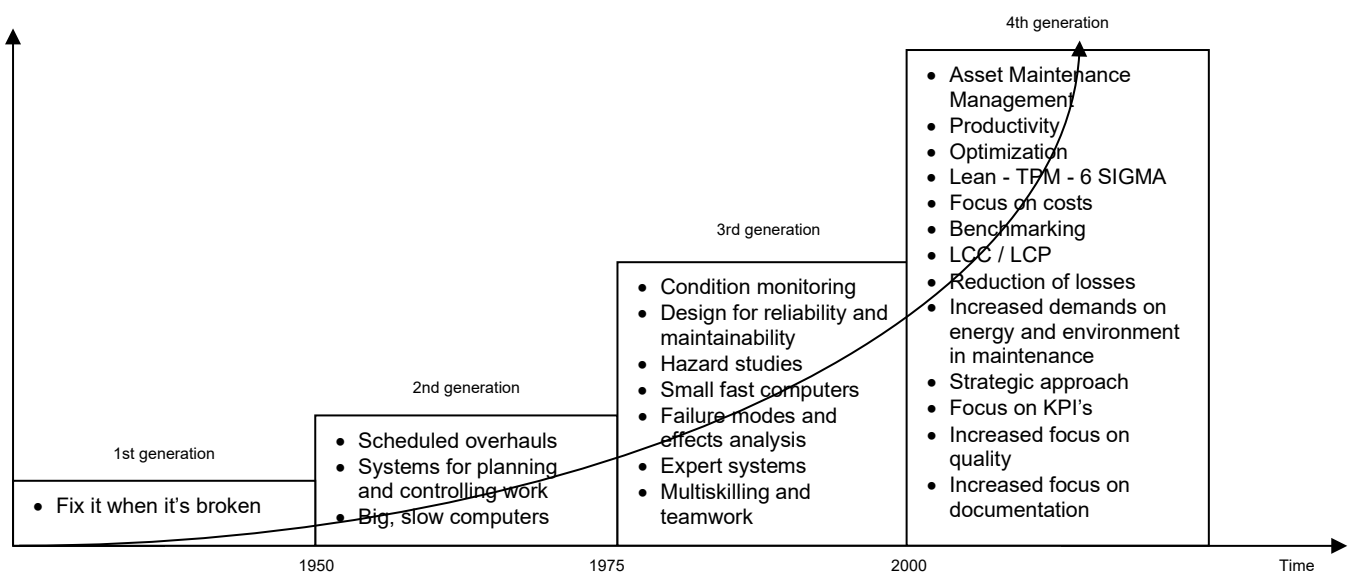 1st generation
• Fix it when it’s broken
2nd generation
• Scheduled overhauls
• Systems for planning
and controlling work
• Big, slow computers
3rd generation
• Condition monitoring
• Design for reliability and
maintainability
• Hazard studies
• Small fast computers
• Failure modes and
effects analysis
• Expert systems
• Multiskilling and
teamwork
4th generation
• Asset Maintenance
Management
• Productivity
• Optimization
• Lean - TPM - 6 SIGMA
• Focus on costs
• Benchmarking
• LCC / LCP
• Reduction of losses
• Increased demands on
energy and environment
in maintenance
• Strategic approach
• Focus on KPI’s
• Increased focus on
quality
• Increased focus on
documentation
1950
1975
2000
Time